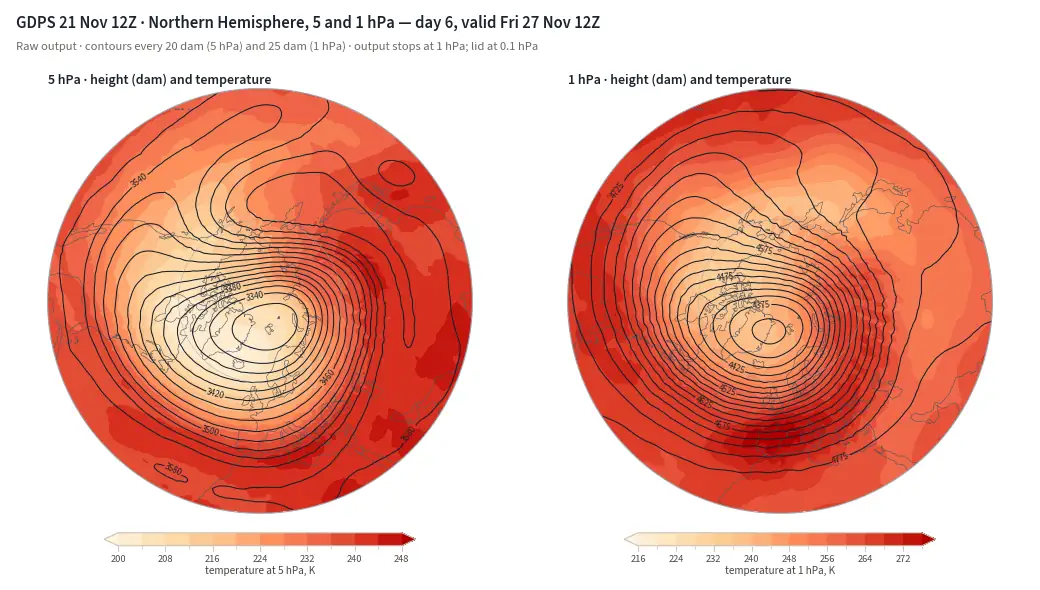 GDPS 21 Nov 12Z · Northern Hemisphere, 5 and 1 hPa — day 6, valid Fri 27 Nov 12Z
Raw output · contours every 20 dam (5 hPa) and 25 dam (1 hPa) · output stops at 1 hPa; lid at 0.1 hPa
5 hPa · height (dam) and temperature
1 hPa · height (dam) and temperature
3540
3380
3340
3460
3420
3500
3580
4725
4575
4475
4375
4425
4525
4625
4675
4775
200 208 216 224 232 240 248
temperature at 5 hPa, K
216 224 232 240 248 256 264 272
temperature at 1 hPa, K